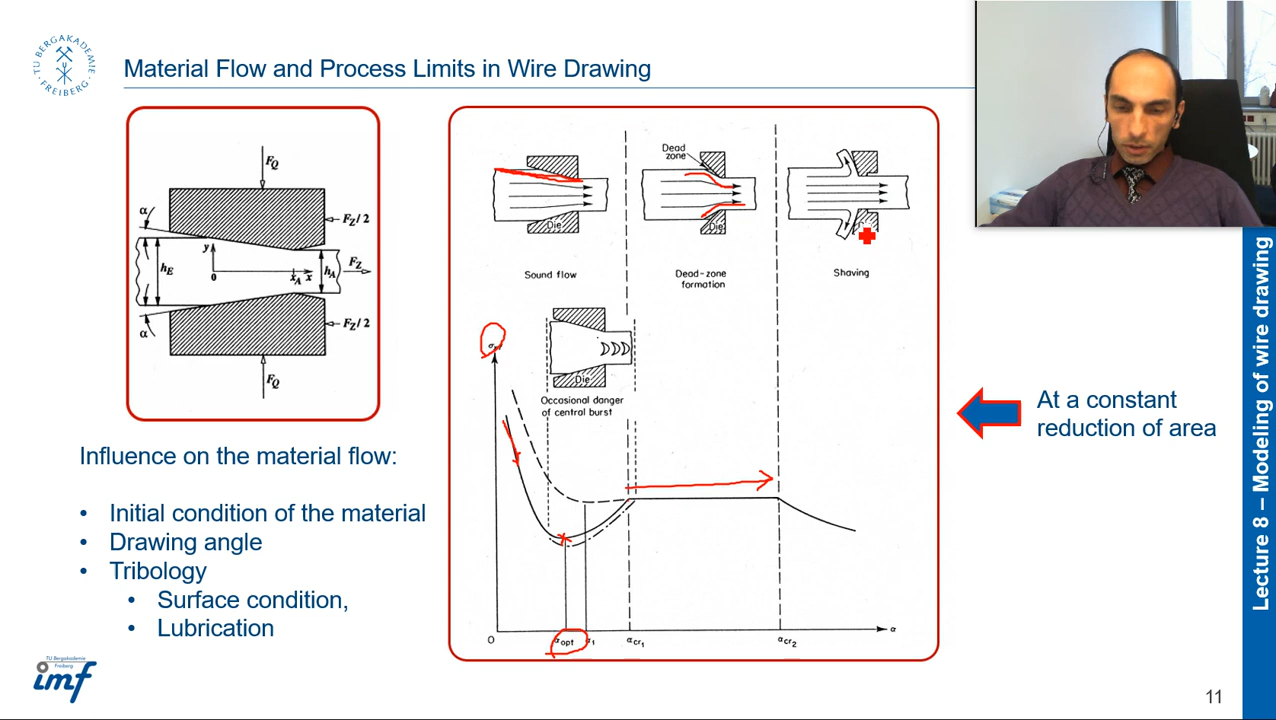 TU BERGAKADEMIE
FREIBERG
Material Flow and Process Limits in Wire Drawing
F_Q
α
F_Z/2
y
h_E
0
x_A
x
h_A
F_Z
α
F_Z/2
F_Q
Dead
zone
Die
Die
Sound flow
Dead-zone
formation
Shaving
Die
Occasional danger
of central burst
0
α_opt
α_1
α_cr1
α_cr2
α
At a constant
reduction of area
Influence on the material flow:
• Initial condition of the material
• Drawing angle
• Tribology
• Surface condition,
• Lubrication
TU Bergakademie
Freiberg
imf
11
Lecture 8 – Modeling of wire drawing